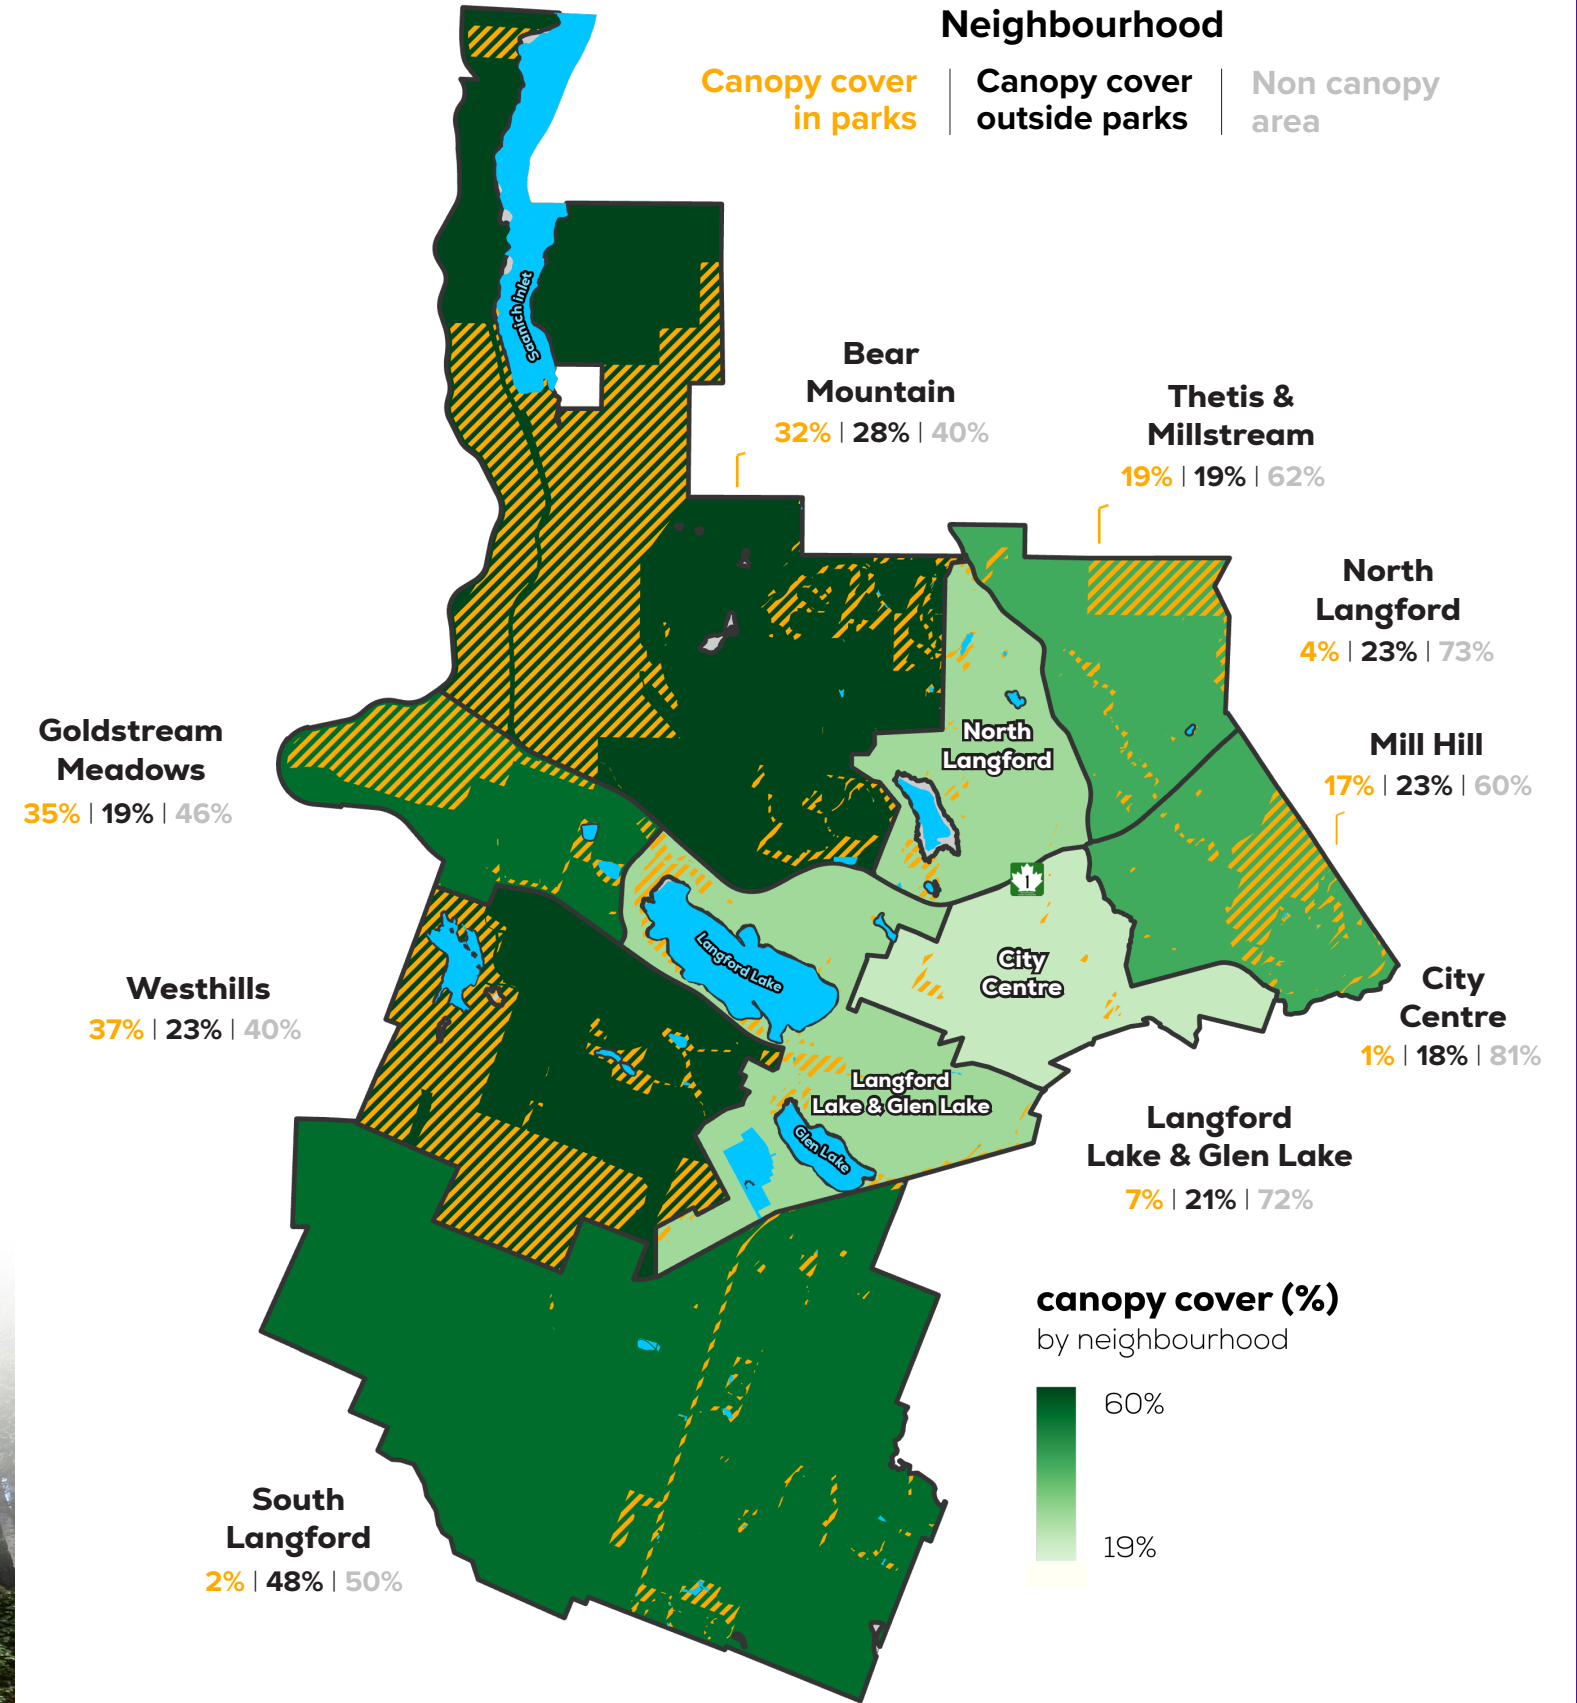 Neighbourhood
Canopy cover
in parks
Canopy cover
outside parks
Non canopy
area
Saanich inlet
Bear
Mountain
32% | 28% | 40%
Thetis &
Millstream
19% | 19% | 62%
North
Langford
4% | 23% | 73%
Goldstream
Meadows
35% | 19% | 46%
North
Langford
Mill Hill
17% | 23% | 60%
1
Westhills
37% | 23% | 40%
Langford Lake
City
Centre
City
Centre
1% | 18% | 81%
Langford
Lake & Glen Lake
Glen Lake
Langford
Lake & Glen Lake
7% | 21% | 72%
canopy cover (%)
by neighbourhood
60%
19%
South
Langford
2% | 48% | 50%